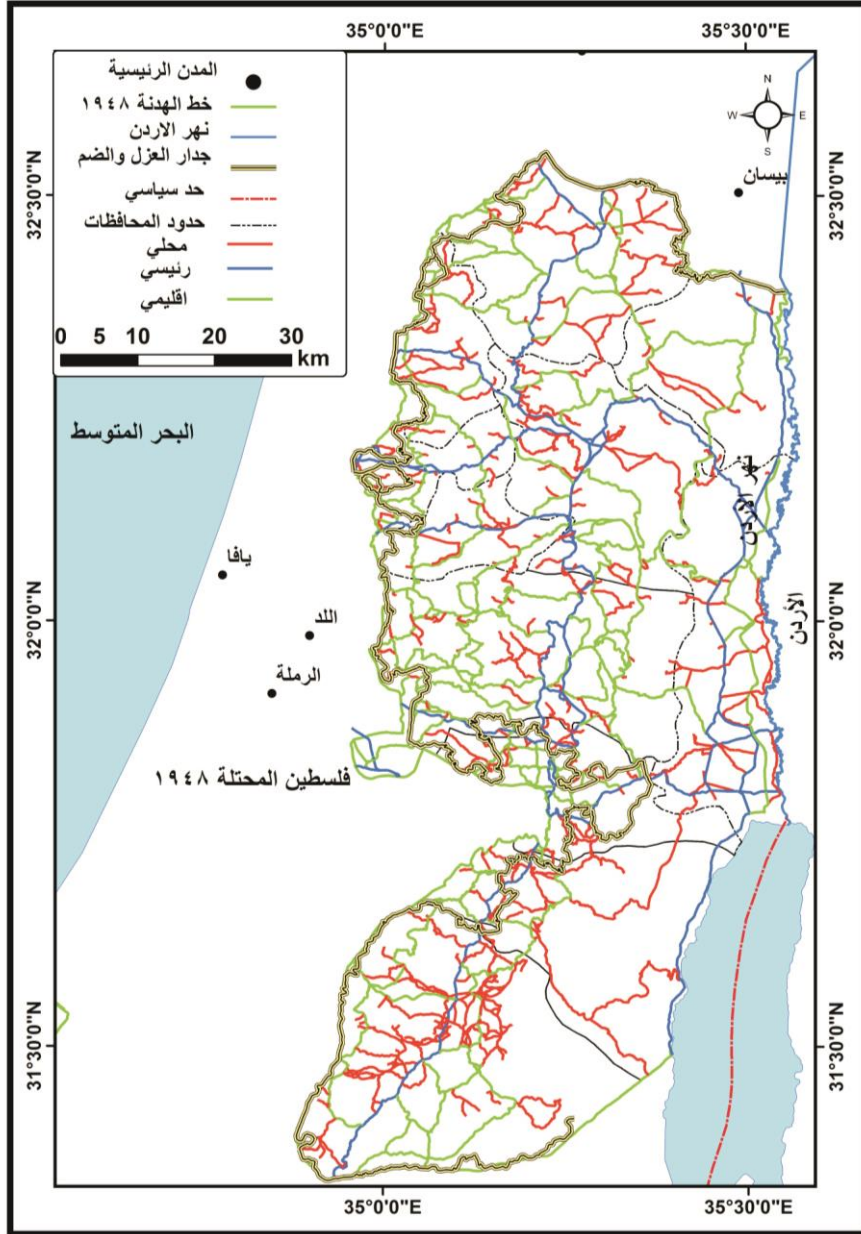 35°0'0"E
35°30'0"E
المدن الرئيسية
خط الهدنة ١٩٤٨
نهر الاردن
جدار العزل والضم
حد سياسي
حدود المحافظات
محلي
رئيسي
اقليمي
0 5 10 20 30
km
N
W E
S
بيسان
32°30'0"N
32°30'0"N
البحر المتوسط
نهر الأردن
يافا
اللد
الرملة
الأردن
32°0'0"N
32°0'0"N
فلسطين المحتلة ١٩٤٨
31°30'0"N
31°30'0"N
35°0'0"E
35°30'0"E